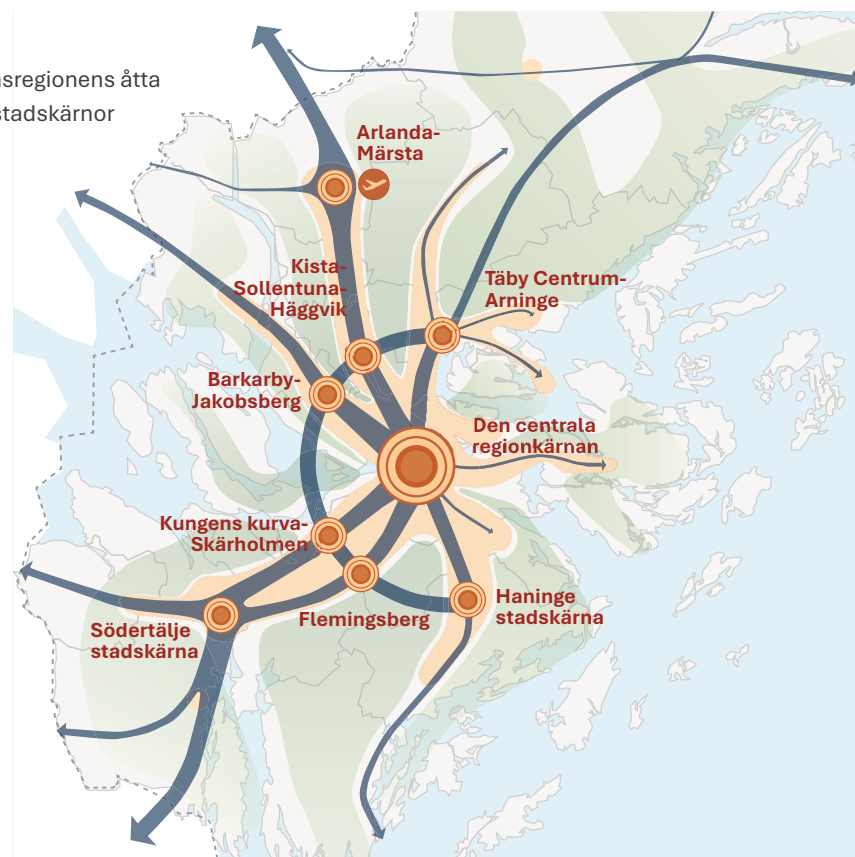 sregionens åtta
stadskärnor
Arlanda-
Märsta
Kista-
Sollentuna-
Häggvik
Täby Centrum-
Arninge
Barkarby-
Jakobsberg
Den centrala
regionkärnan
Kungens kurva-
Skärholmen
Haninge
stadskärna
Flemingsberg
Södertälje
stadskärna